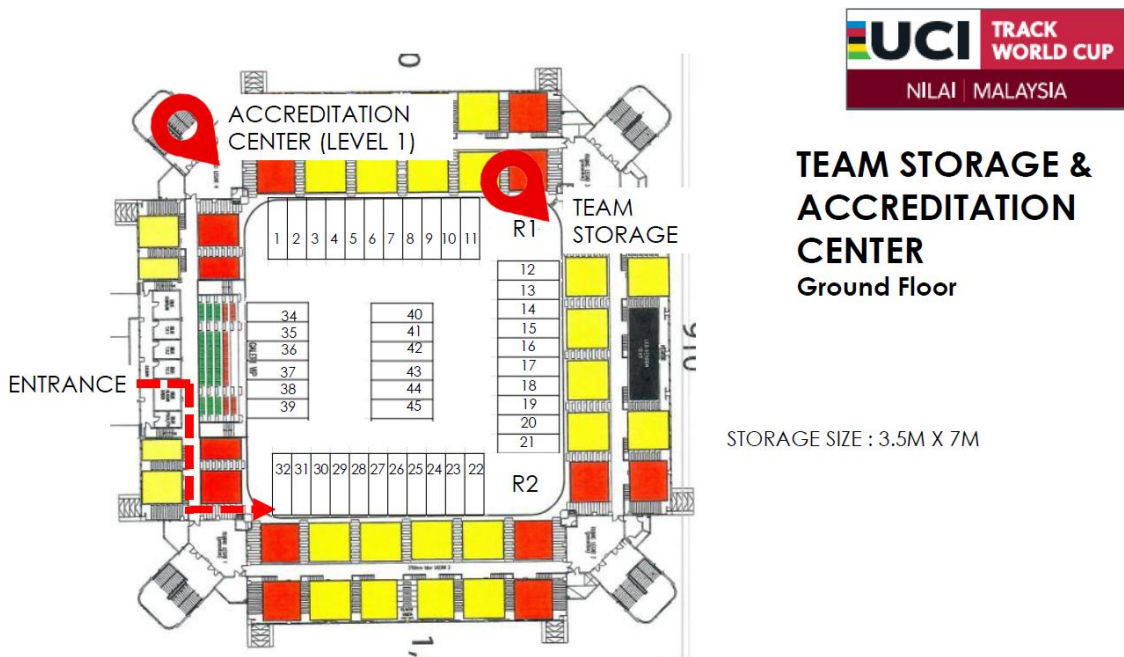 UCI
TRACK
WORLD CUP
NILAI | MALAYSIA
TEAM STORAGE &
ACCREDITATION
CENTER
Ground Floor
STORAGE SIZE : 3.5M X 7M
ACCREDITATION
CENTER (LEVEL 1)
TEAM
STORAGE
R1
1 2 3 4 5 6 7 8 9 10 11
12
13
14
15
16
17
18
19
20
21
34
35
36
37
38
39
40
41
42
43
44
45
ENTRANCE
32 31 30 29 28 27 26 25 24 23 22
R2